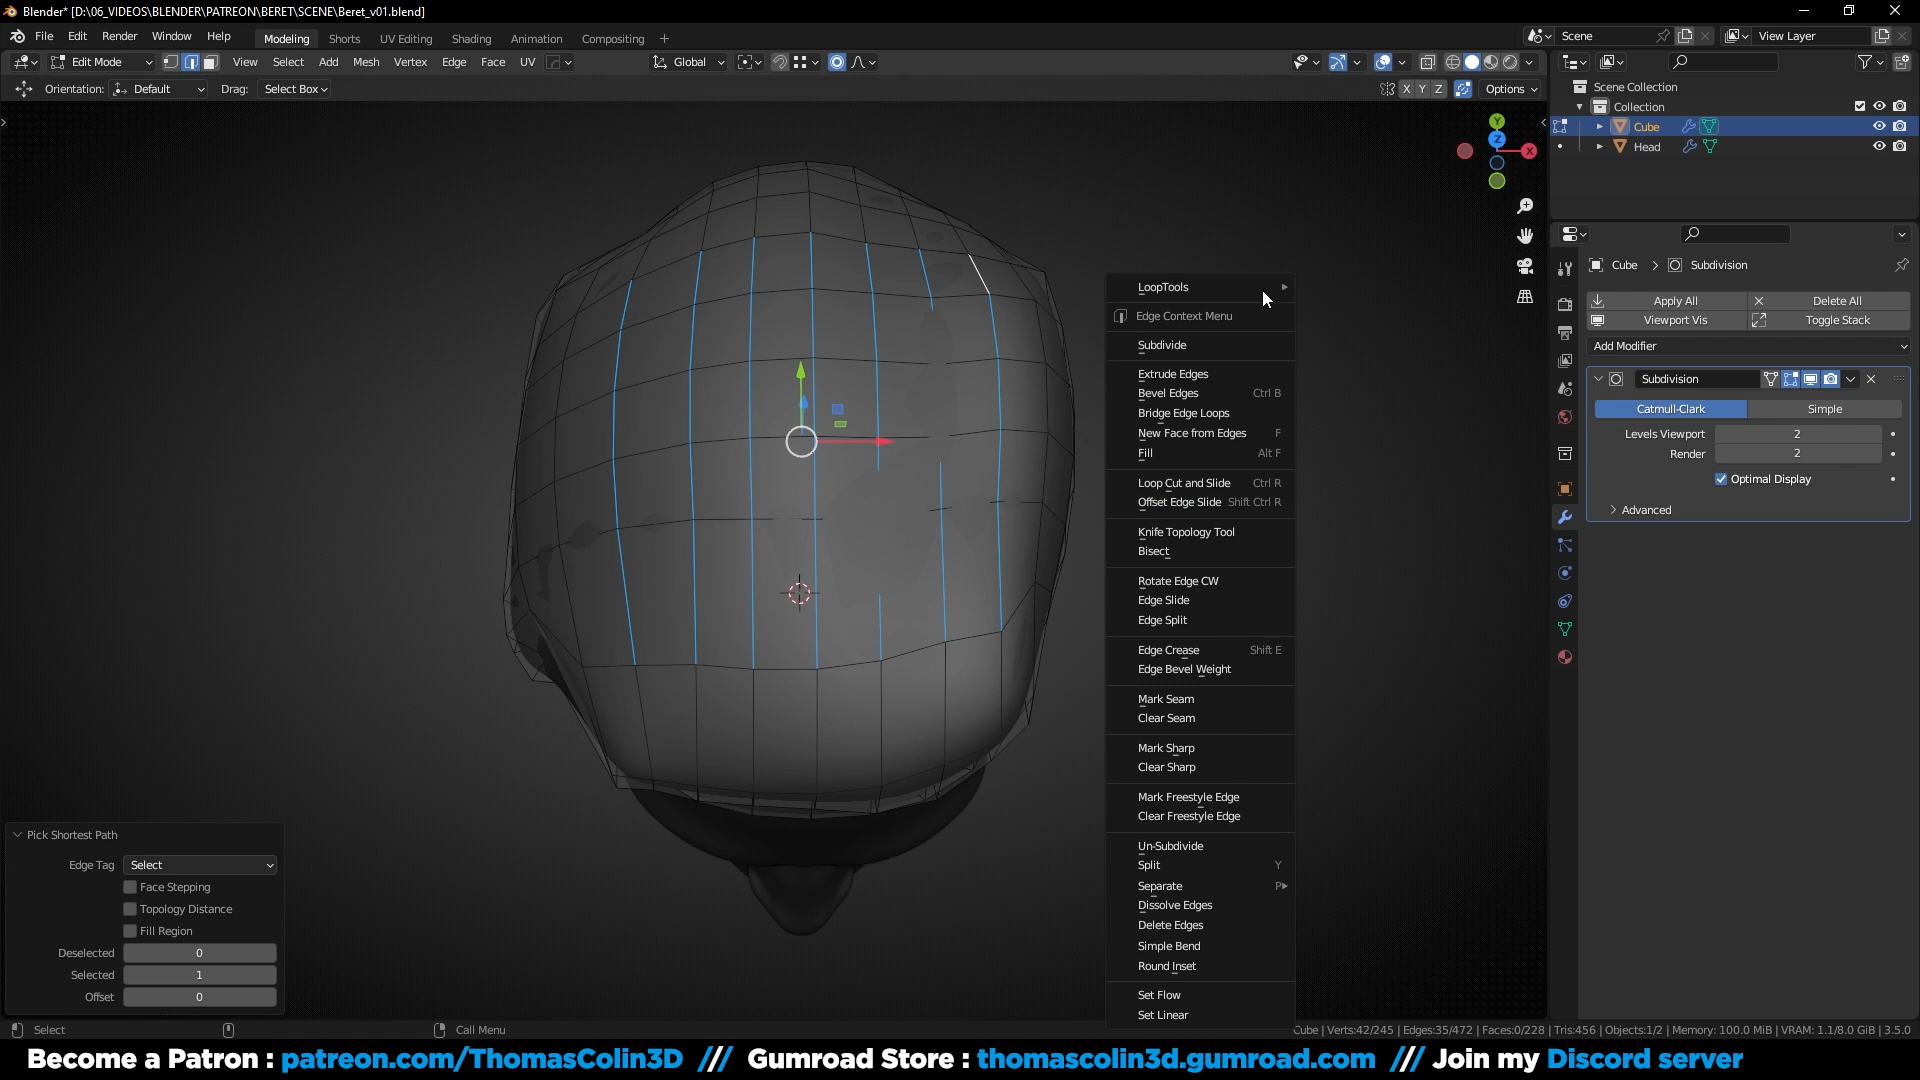 Blender* [D:\06_VIDEOS\BLENDER\PATREON\BERET\SCENE\Beret_v01.blend]
File Edit Render Window Help Modeling Shorts UV Editing Shading Animation Compositing + Scene View Layer
Edit Mode View Select Add Mesh Vertex Edge Face UV Global
Orientation: Default Drag: Select Box X Y Z Options
Scene Collection
Collection
Cube
Head
Y
Z
X
Cube > Subdivision
Apply All Delete All
Viewport Vis Toggle Stack
Add Modifier
Subdivision
Catmull-Clark Simple
Levels Viewport 2
Render 2
Optimal Display
Advanced
LoopTools
Edge Context Menu
Subdivide
Extrude Edges
Bevel Edges Ctrl B
Bridge Edge Loops
New Face from Edges F
Fill Alt F
Loop Cut and Slide Ctrl R
Offset Edge Slide Shift Ctrl R
Knife Topology Tool
Bisect
Rotate Edge CW
Edge Slide
Edge Split
Edge Crease Shift E
Edge Bevel Weight
Mark Seam
Clear Seam
Mark Sharp
Clear Sharp
Mark Freestyle Edge
Clear Freestyle Edge
Un-Subdivide
Split Y
Separate P
Dissolve Edges
Delete Edges
Simple Bend
Round Inset
Set Flow
Set Linear
Pick Shortest Path
Edge Tag Select
Face Stepping
Topology Distance
Fill Region
Deselected 0
Selected 1
Offset 0
Select Call Menu Cube | Verts:42/245 | Edges:35/472 | Faces:0/228 | Tris:456 | Objects:1/2 | Memory: 100.0 MiB | VRAM: 1.1/8.0 GiB | 3.5.0
Become a Patron : patreon.com/ThomasColin3D /// Gumroad Store : thomascolin3d.gumroad.com /// Join my Discord server